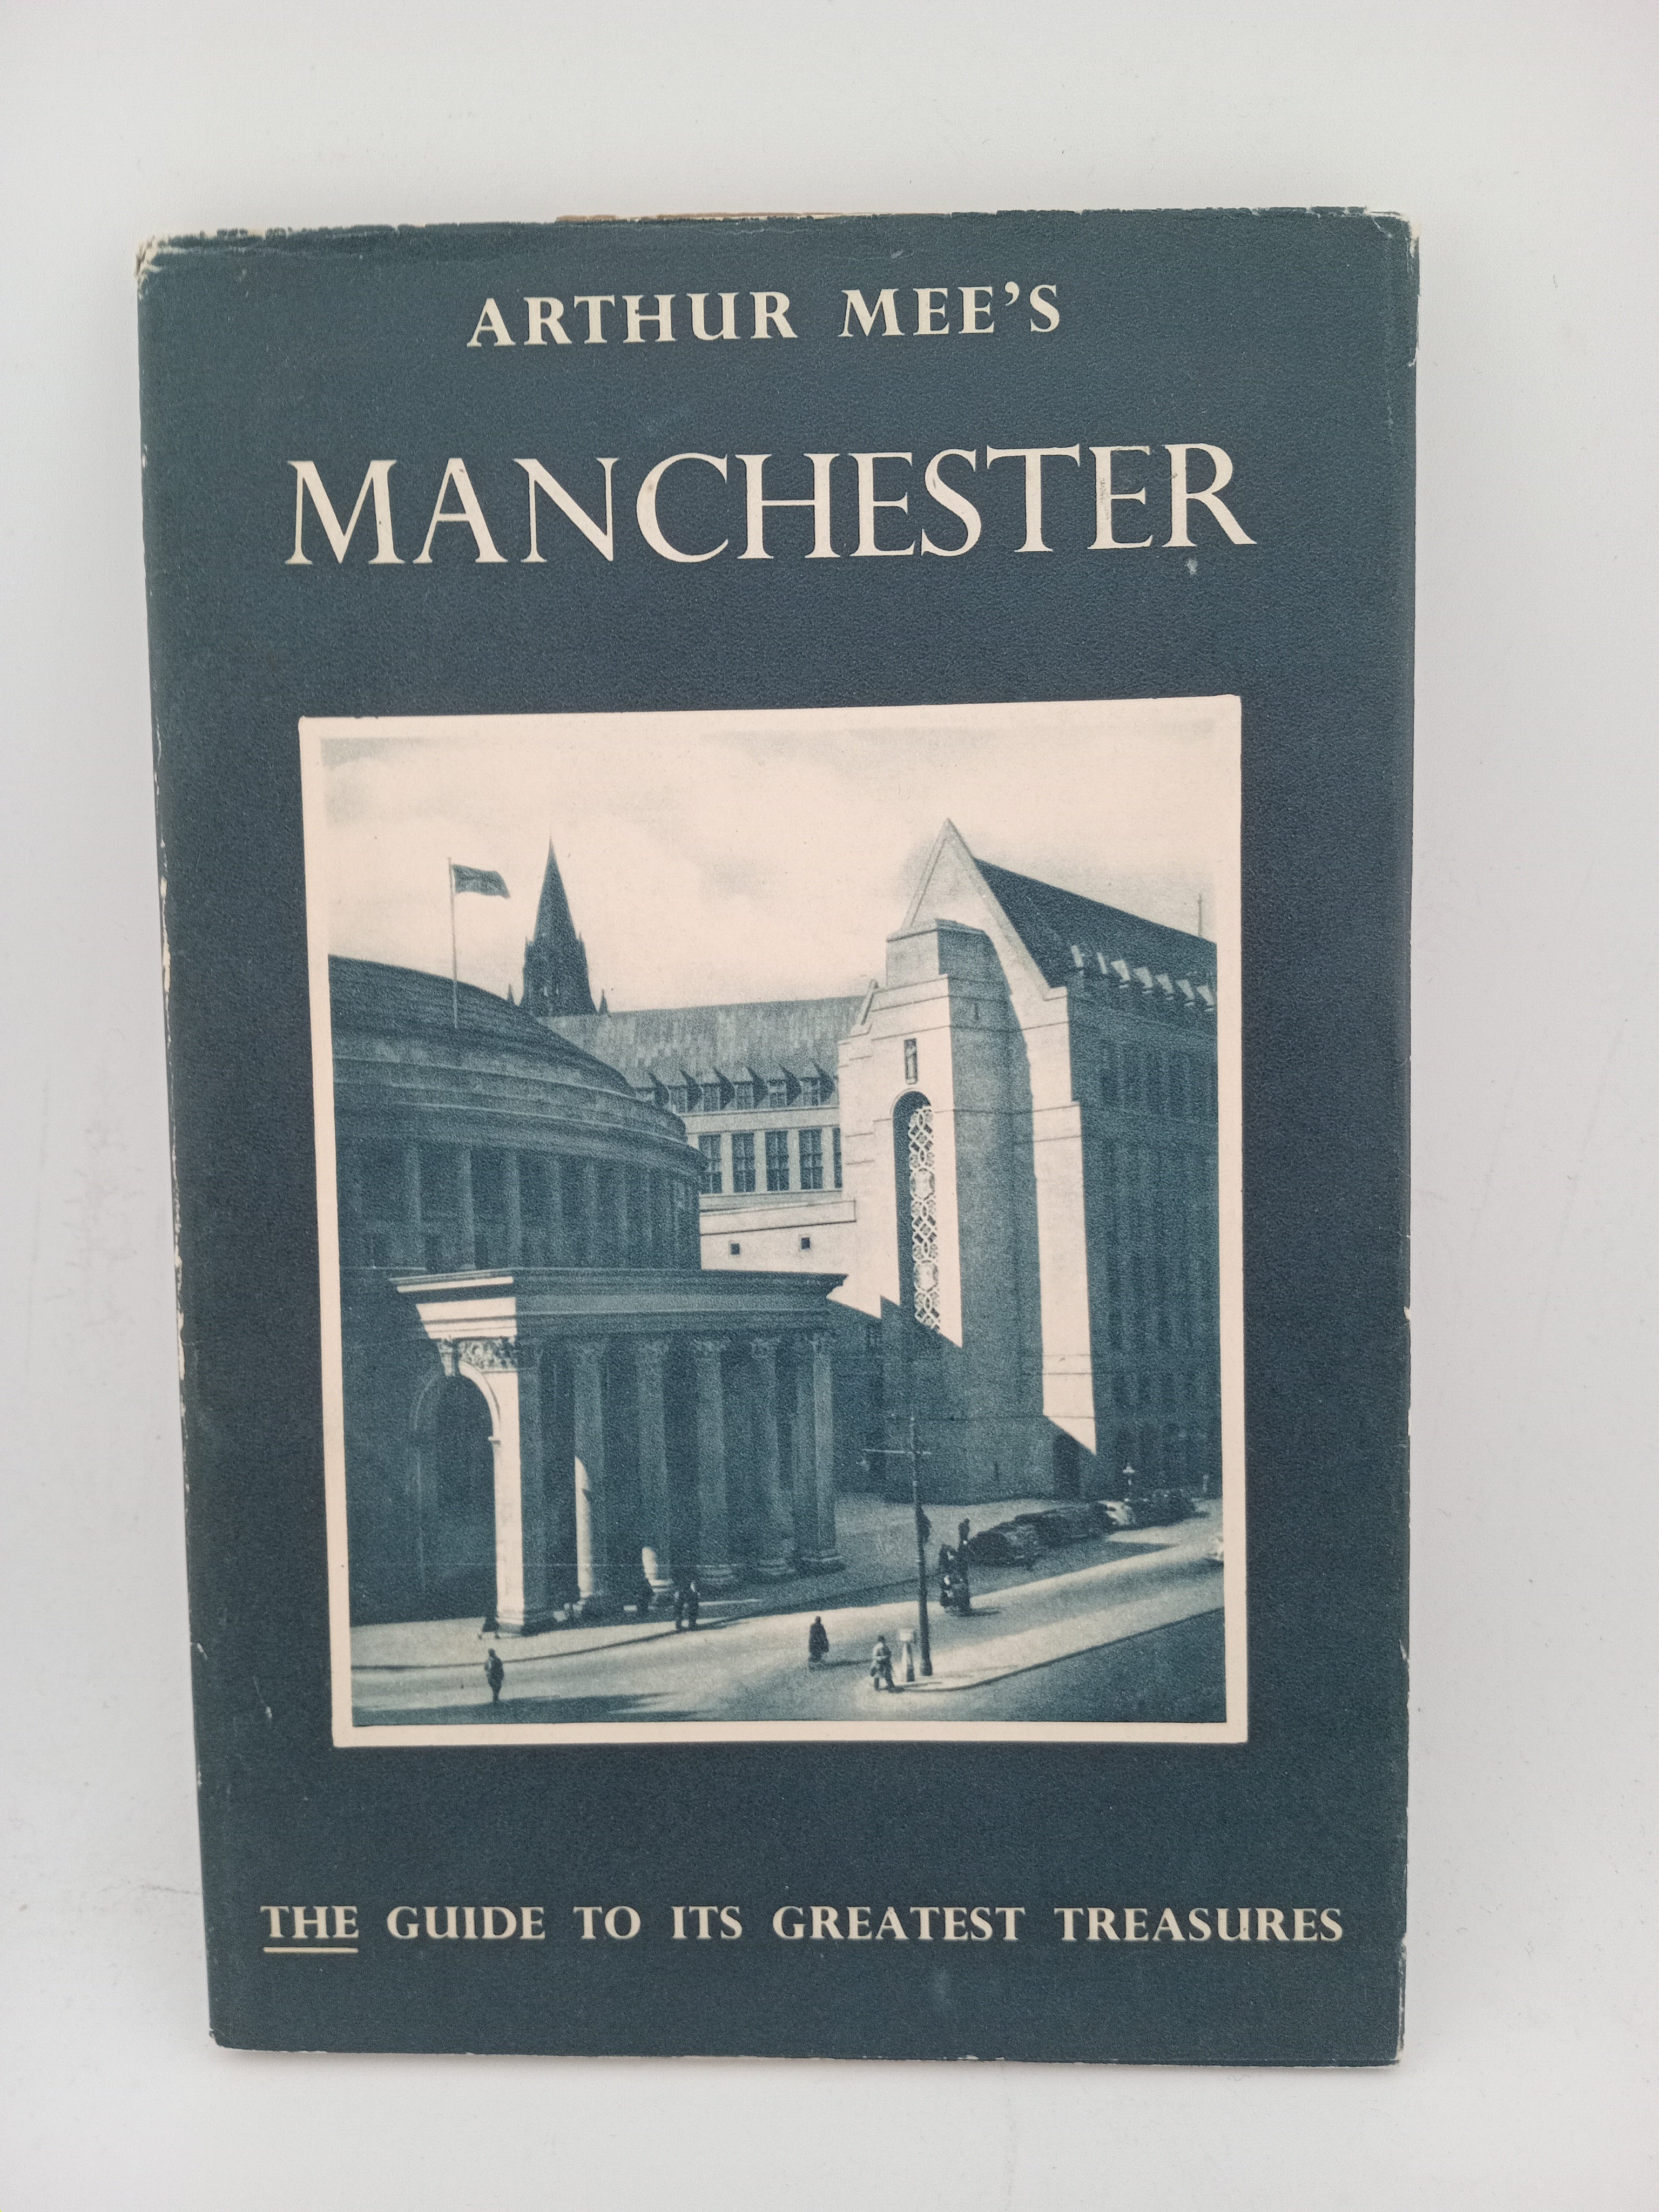 ARTHUR MEE'S
MANCHESTER
THE GUIDE TO ITS GREATEST TREASURES